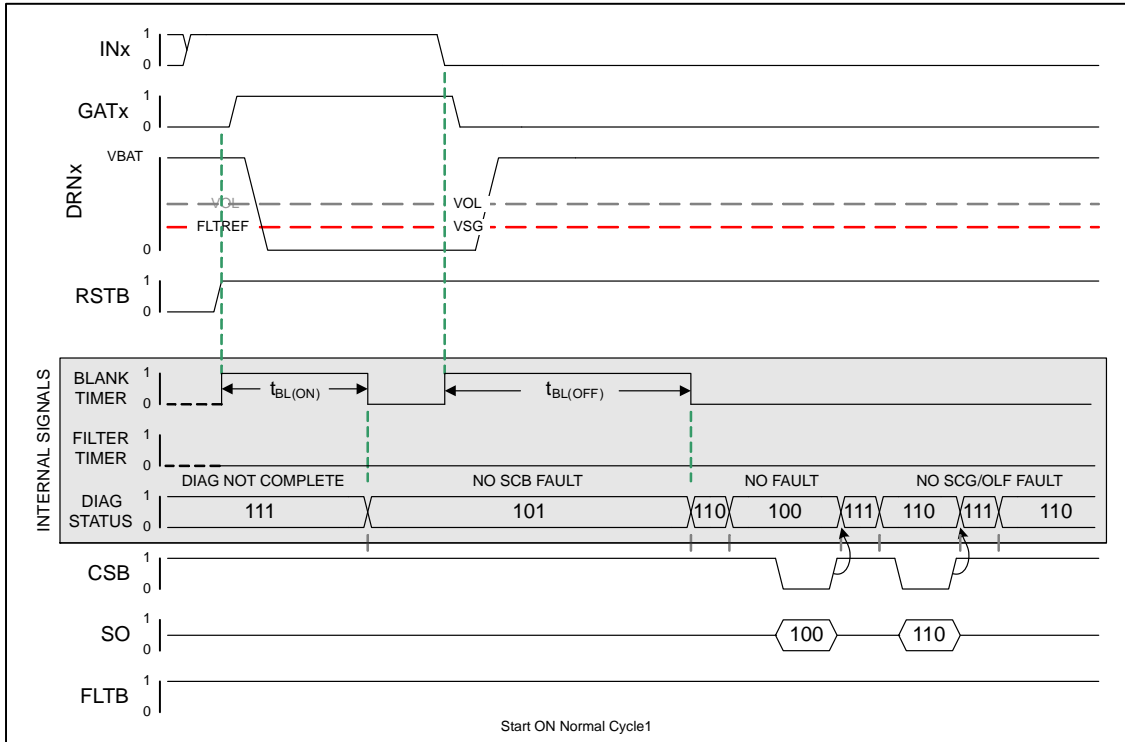 INx 1 0
GATx 1 0
DRNx VBAT 0
VOL VOL
FLTREF VSG
RSTB 1 0
INTERNAL SIGNALS
BLANK TIMER 1 0 tBL(ON) tBL(OFF)
FILTER TIMER 1 0
DIAG NOT COMPLETE NO SCB FAULT NO FAULT NO SCG/OLF FAULT
DIAG STATUS 1 0 111 101 110 100 111 110 111 110
CSB 1 0
SO 1 0 100 110
FLTB 1 0
Start ON Normal Cycle1